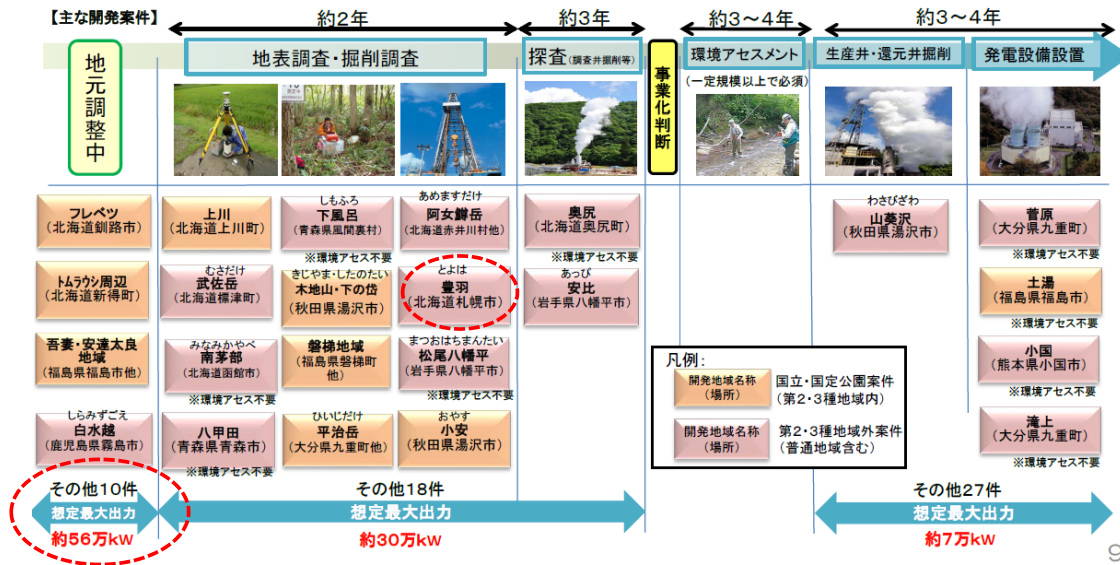 【主な開発案件】
約2年
約3年
約3~4年
約3~4年
地元調整中
地表調査・掘削調査
探査(調査井掘削等)
事業化判断
環境アセスメント
(一定規模以上で必須)
生産井・還元井掘削
発電設備設置
フレベツ
(北海道釧路市)
トムラウシ周辺
(北海道新得町)
吾妻・安達太良
地域
(福島県福島市他)
しらみずごえ
白水越
(鹿児島県霧島市)
上川
(北海道上川町)
むさだけ
武佐岳
(北海道標津町)
みなみかやべ
南茅部
(北海道函館市)
※環境アセス不要
八甲田
(青森県青森市)
※環境アセス不要
しもふろ
下風呂
(青森県風間裏村)
※環境アセス不要
きじやま・したのたい
木地山・下の岱
(秋田県湯沢市)
磐梯地域
(福島県磐梯町
他)
ひいじだけ
平治岳
(大分県九重町他)
あめますだけ
阿女鱒岳
(北海道赤井川村他)
とよは
豊羽
(北海道札幌市)
まつおはちまんたい
松尾八幡平
(岩手県八幡平市)
※環境アセス不要
おやす
小安
(秋田県湯沢市)
奥尻
(北海道奥尻町)
※環境アセス不要
あっぴ
安比
(岩手県八幡平市)
わさびざわ
山葵沢
(秋田県湯沢市)
菅原
(大分県九重町)
※環境アセス不要
土湯
(福島県福島市)
※環境アセス不要
小国
(熊本県小国市)
※環境アセス不要
滝上
(大分県九重町)
※環境アセス不要
凡例:
開発地域名称
(場所)
国立・国定公園案件
(第2・3種地域内)
開発地域名称
(場所)
第2・3種地域外案件
(普通地域含む)
その他10件
想定最大出力
約56万kW
その他18件
想定最大出力
約30万kW
その他27件
想定最大出力
約7万kW
9